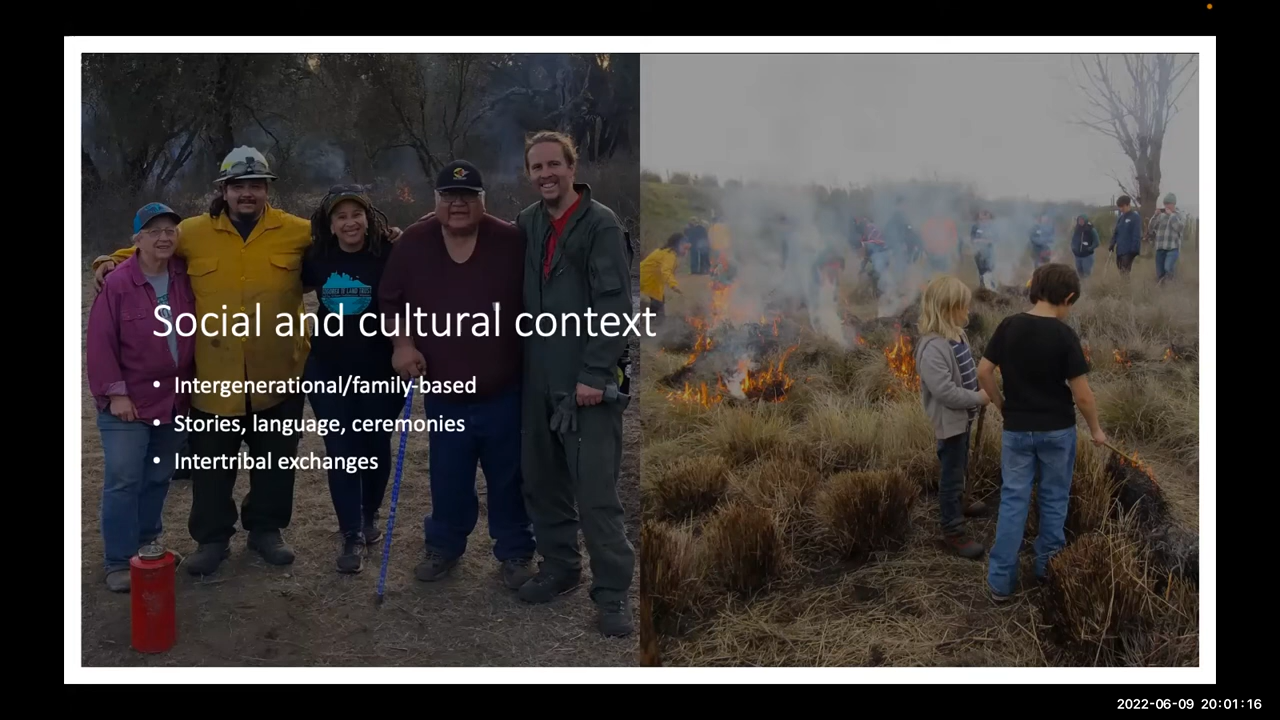 Social and cultural context
• Intergenerational/family-based
• Stories, language, ceremonies
• Intertribal exchanges
2022-06-09 20:01:16